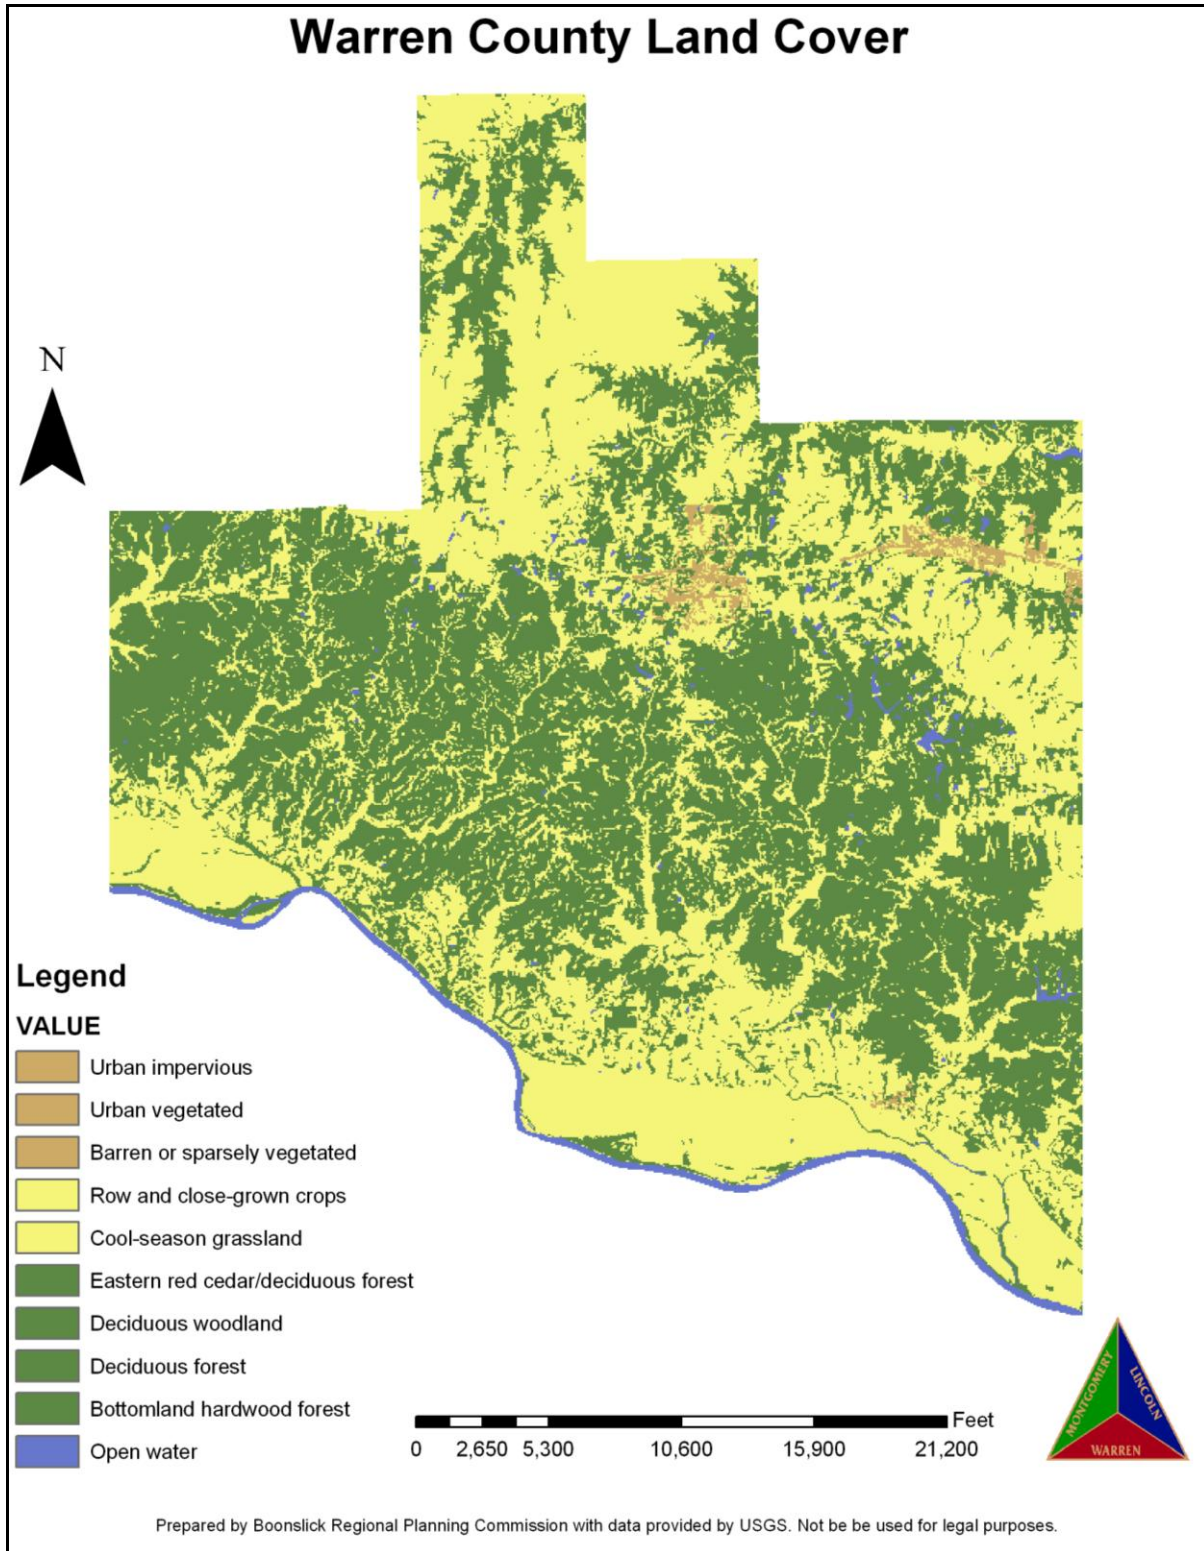 Warren County Land Cover
N
Legend
VALUE
Urban impervious
Urban vegetated
Barren or sparsely vegetated
Row and close-grown crops
Cool-season grassland
Eastern red cedar/deciduous forest
Deciduous woodland
Deciduous forest
Bottomland hardwood forest
Open water
Feet
0 2,650 5,300 10,600 15,900 21,200
MONTGOMERY
LINCOLN
WARREN
Prepared by Boonslick Regional Planning Commission with data provided by USGS. Not be be used for legal purposes.